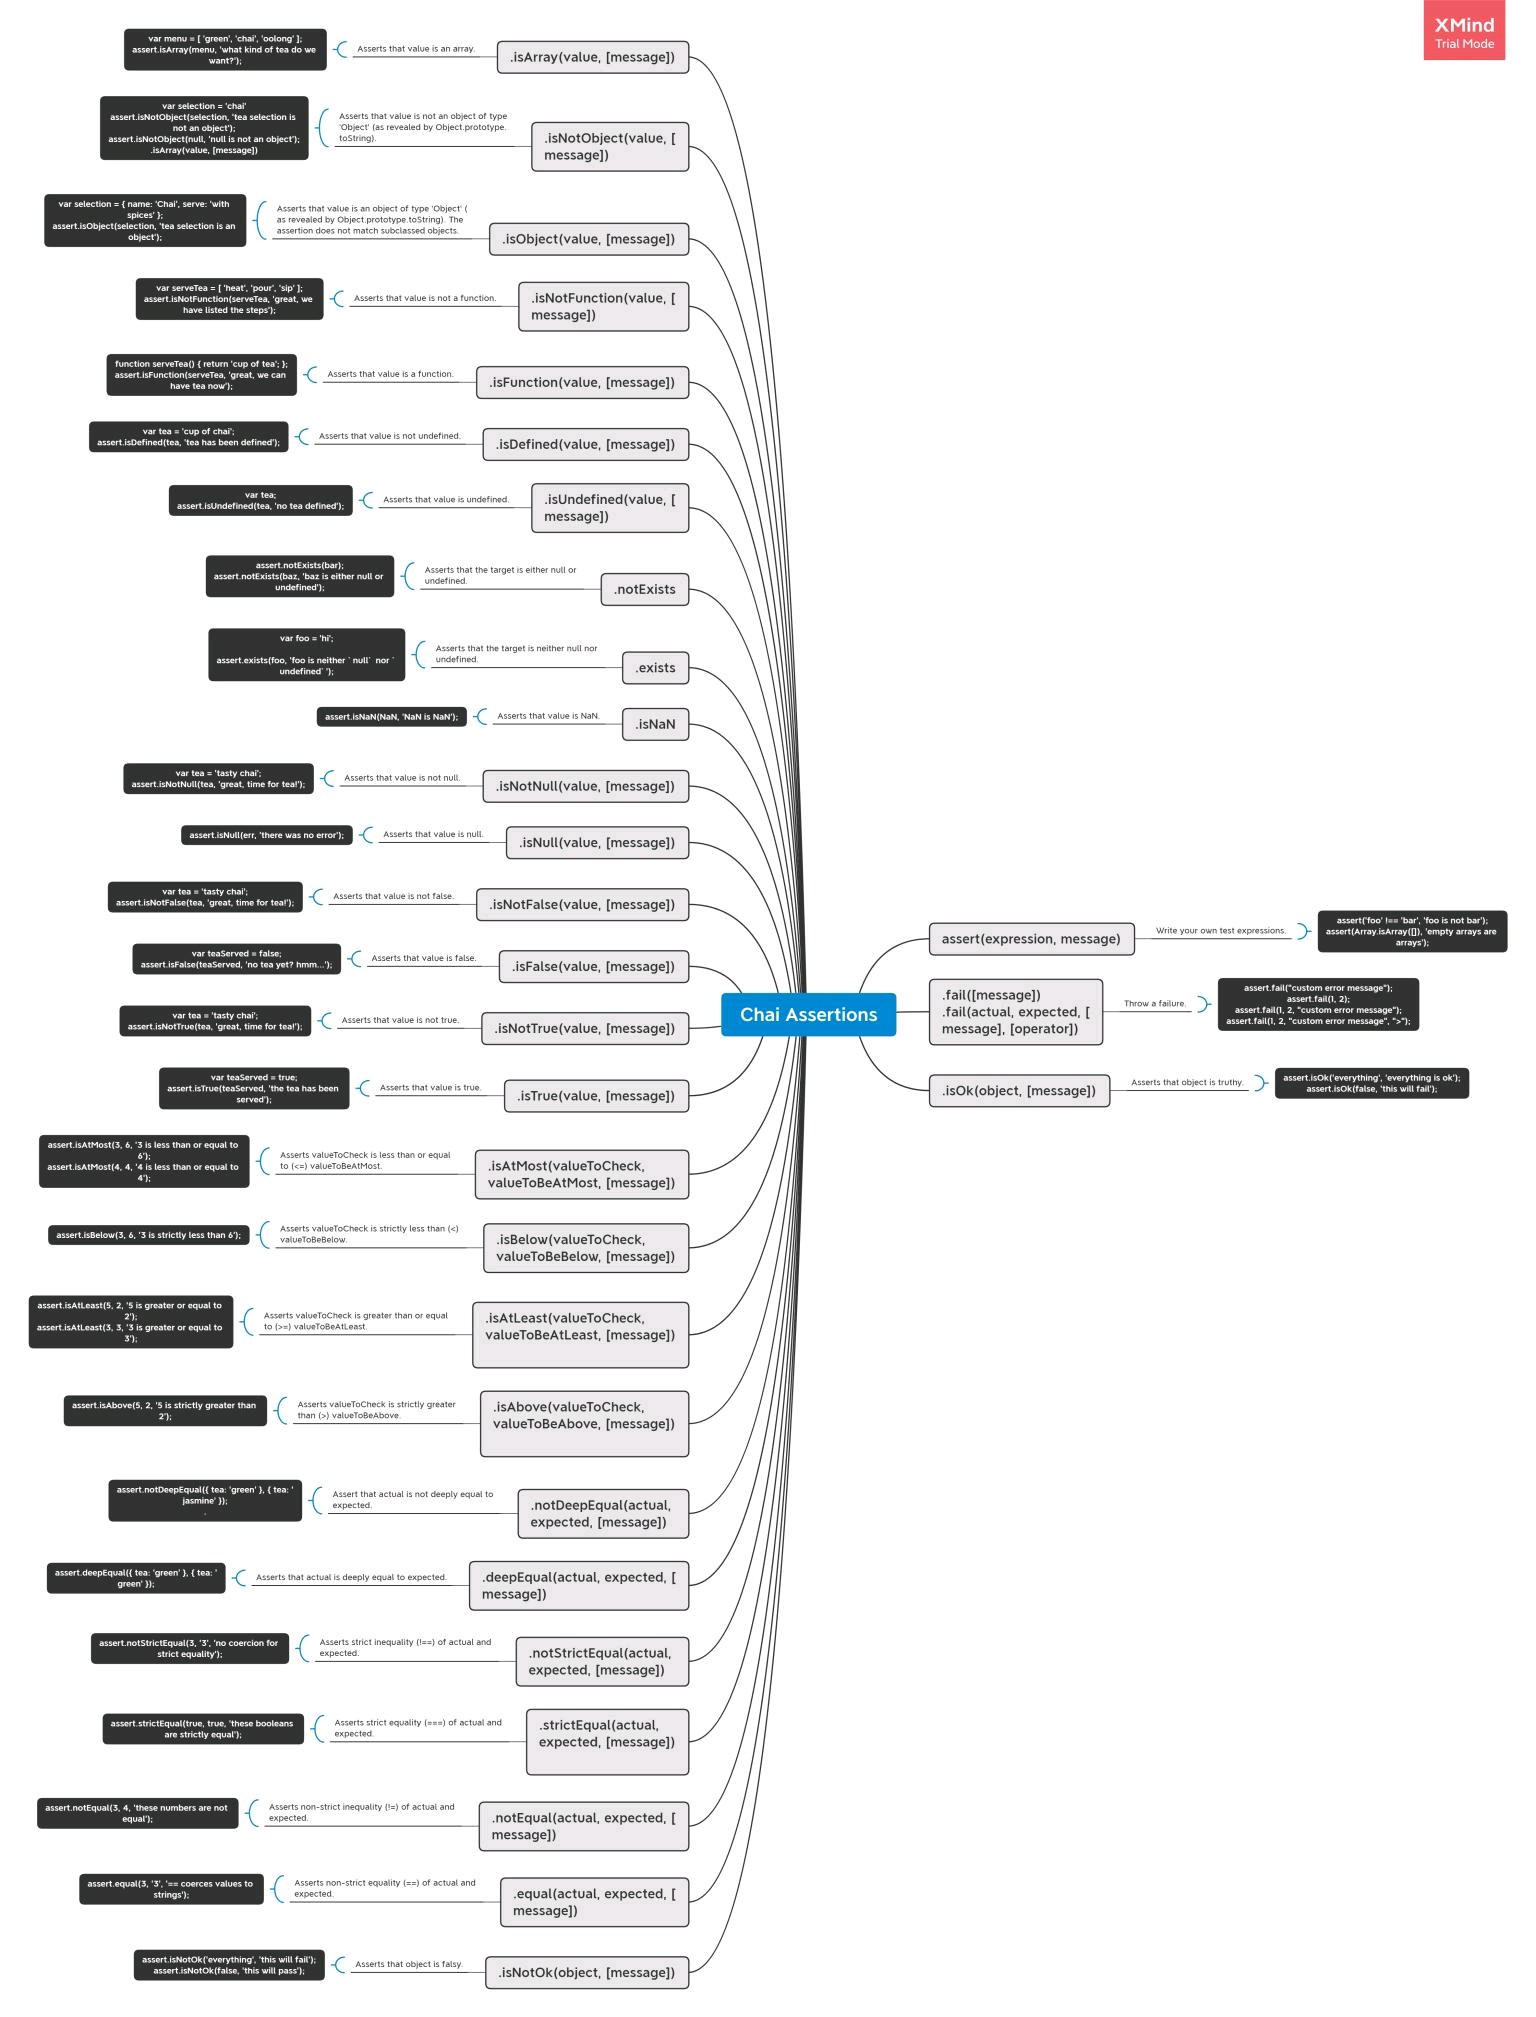 XMind
Trial Mode
var menu = [ 'green', 'chai', 'oolong' ];
assert.isArray(menu, 'what kind of tea do we
want?');
Asserts that value is an array.
.isArray(value, [message])
var selection = 'chai'
assert.isNotObject(selection, 'tea selection is
not an object');
assert.isNotObject(null, 'null is not an object');
.isArray(value, [message])
Asserts that value is not an object of type
'Object' (as revealed by Object.prototype.
toString).
.isNotObject(value, [
message])
var selection = { name: 'Chai', serve: 'with
spices' };
assert.isObject(selection, 'tea selection is an
object');
Asserts that value is an object of type 'Object' (
as revealed by Object.prototype.toString). The
assertion does not match subclassed objects.
.isObject(value, [message])
var serveTea = [ 'heat', 'pour', 'sip' ];
assert.isNotFunction(serveTea, 'great, we
have listed the steps');
Asserts that value is not a function.
.isNotFunction(value, [
message])
function serveTea() { return 'cup of tea'; };
assert.isFunction(serveTea, 'great, we can
have tea now');
Asserts that value is a function.
.isFunction(value, [message])
var tea = 'cup of chai';
assert.isDefined(tea, 'tea has been defined');
Asserts that value is not undefined.
.isDefined(value, [message])
var tea;
assert.isUndefined(tea, 'no tea defined');
Asserts that value is undefined.
.isUndefined(value, [
message])
assert.notExists(bar);
assert.notExists(baz, 'baz is either null or
undefined');
Asserts that the target is either null or
undefined.
.notExists
var foo = 'hi';
assert.exists(foo, 'foo is neither ` null`  nor `
undefined` ');
Asserts that the target is neither null nor
undefined.
.exists
assert.isNaN(NaN, 'NaN is NaN');
Asserts that value is NaN.
.isNaN
var tea = 'tasty chai';
assert.isNotNull(tea, 'great, time for tea!');
Asserts that value is not null.
.isNotNull(value, [message])
assert.isNull(err, 'there was no error');
Asserts that value is null.
.isNull(value, [message])
var tea = 'tasty chai';
assert.isNotFalse(tea, 'great, time for tea!');
Asserts that value is not false.
.isNotFalse(value, [message])
var teaServed = false;
assert.isFalse(teaServed, 'no tea yet? hmm...');
Asserts that value is false.
.isFalse(value, [message])
var tea = 'tasty chai';
assert.isNotTrue(tea, 'great, time for tea!');
Asserts that value is not true.
.isNotTrue(value, [message])
var teaServed = true;
assert.isTrue(teaServed, 'the tea has been
served');
Asserts that value is true.
.isTrue(value, [message])
assert.isAtMost(3, 6, '3 is less than or equal to
6');
assert.isAtMost(4, 4, '4 is less than or equal to
4');
Asserts valueToCheck is less than or equal
to (<=) valueToBeAtMost.
.isAtMost(valueToCheck,
valueToBeAtMost, [message])
assert.isBelow(3, 6, '3 is strictly less than 6');
Asserts valueToCheck is strictly less than (<)
valueToBeBelow.
.isBelow(valueToCheck,
valueToBeBelow, [message])
assert.isAtLeast(5, 2, '5 is greater or equal to
2');
assert.isAtLeast(3, 3, '3 is greater or equal to
3');
Asserts valueToCheck is greater than or equal
to (>=) valueToBeAtLeast.
.isAtLeast(valueToCheck,
valueToBeAtLeast, [message])
assert.isAbove(5, 2, '5 is strictly greater than
2');
Asserts valueToCheck is strictly greater
than (>) valueToBeAbove.
.isAbove(valueToCheck,
valueToBeAbove, [message])
assert.notDeepEqual({ tea: 'green' }, { tea: '
jasmine' });
.
Assert that actual is not deeply equal to
expected.
.notDeepEqual(actual,
expected, [message])
assert.deepEqual({ tea: 'green' }, { tea: '
green' });
Asserts that actual is deeply equal to expected.
.deepEqual(actual, expected, [
message])
assert.notStrictEqual(3, '3', 'no coercion for
strict equality');
Asserts strict inequality (!==) of actual and
expected.
.notStrictEqual(actual,
expected, [message])
assert.strictEqual(true, true, 'these booleans
are strictly equal');
Asserts strict equality (===) of actual and
expected.
.strictEqual(actual,
expected, [message])
assert.notEqual(3, 4, 'these numbers are not
equal');
Asserts non-strict inequality (!=) of actual and
expected.
.notEqual(actual, expected, [
message])
assert.equal(3, '3', '== coerces values to
strings');
Asserts non-strict equality (==) of actual and
expected.
.equal(actual, expected, [
message])
assert.isNotOk('everything', 'this will fail');
assert.isNotOk(false, 'this will pass');
Asserts that object is falsy.
.isNotOk(object, [message])
Chai Assertions
assert(expression, message)
Write your own test expressions.
assert('foo' !== 'bar', 'foo is not bar');
assert(Array.isArray([]), 'empty arrays are
arrays');
.fail([message])
.fail(actual, expected, [
message], [operator])
Throw a failure.
assert.fail("custom error message");
assert.fail(1, 2);
assert.fail(1, 2, "custom error message");
assert.fail(1, 2, "custom error message", ">");
.isOk(object, [message])
Asserts that object is truthy.
assert.isOk('everything', 'everything is ok');
assert.isOk(false, 'this will fail');